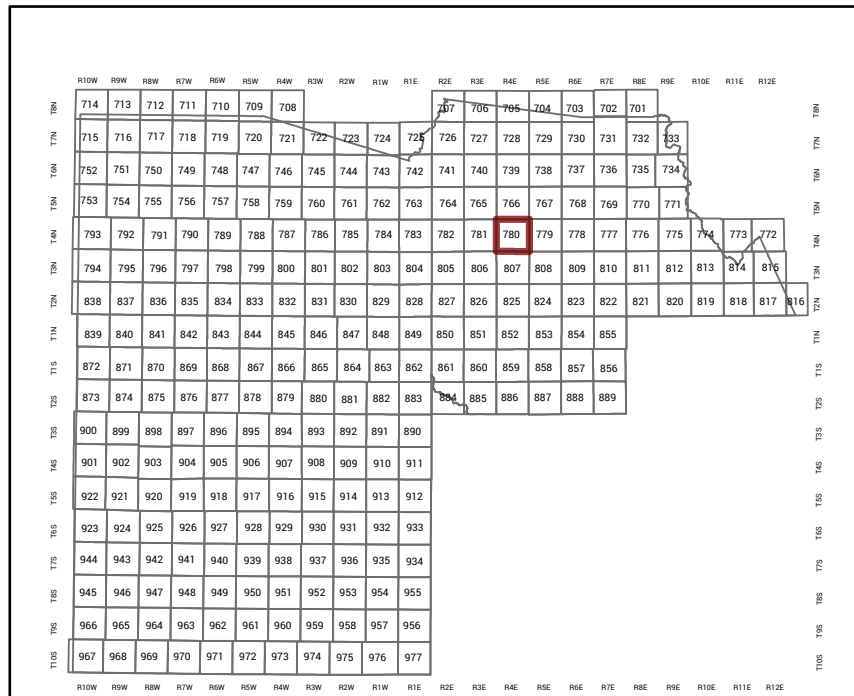 R10W R9W R8W R7W R6W R5W R4W R3W R2W R1W R1E R2E R3E R4E R5E R6E R7E R8E R9E R10E R11E R12E
T8N 714 713 712 711 710 709 708 707 706 705 704 703 702 701 T8N
T7N 715 716 717 718 719 720 721 722 723 724 725 726 727 728 729 730 731 732 733 T7N
T6N 752 751 750 749 748 747 746 745 744 743 742 741 740 739 738 737 736 735 734 T6N
T5N 753 754 755 756 757 758 759 760 761 762 763 764 765 766 767 768 769 770 771 T5N
T4N 793 792 791 790 789 788 787 786 785 784 783 782 781 780 779 778 777 776 775 774 773 772 T4N
T3N 794 795 796 797 798 799 800 801 802 803 804 805 806 807 808 809 810 811 812 813 814 815 T3N
T2N 838 837 836 835 834 833 832 831 830 829 828 827 826 825 824 823 822 821 820 819 818 817 816 T2N
T1N 839 840 841 842 843 844 845 846 847 848 849 850 851 852 853 854 855 T1N
T1S 872 871 870 869 868 867 866 865 864 863 862 861 860 859 858 857 856 T1S
T2S 873 874 875 876 877 878 879 880 881 882 883 884 885 886 887 888 889 T2S
T3S 900 899 898 897 896 895 894 893 892 891 890 T3S
T4S 901 902 903 904 905 906 907 908 909 910 911 T4S
T5S 922 921 920 919 918 917 916 915 914 913 912 T5S
T6S 923 924 925 926 927 928 929 930 931 932 933 T6S
T7S 944 943 942 941 940 939 938 937 936 935 934 T7S
T8S 945 946 947 948 949 950 951 952 953 954 955 T8S
T9S 966 965 964 963 962 961 960 959 958 957 956 T9S
T10S 967 968 969 970 971 972 973 974 975 976 977 T10S
R10W R9W R8W R7W R6W R5W R4W R3W R2W R1W R1E R2E R3E R4E R5E R6E R7E R8E R9E R10E R11E R12E